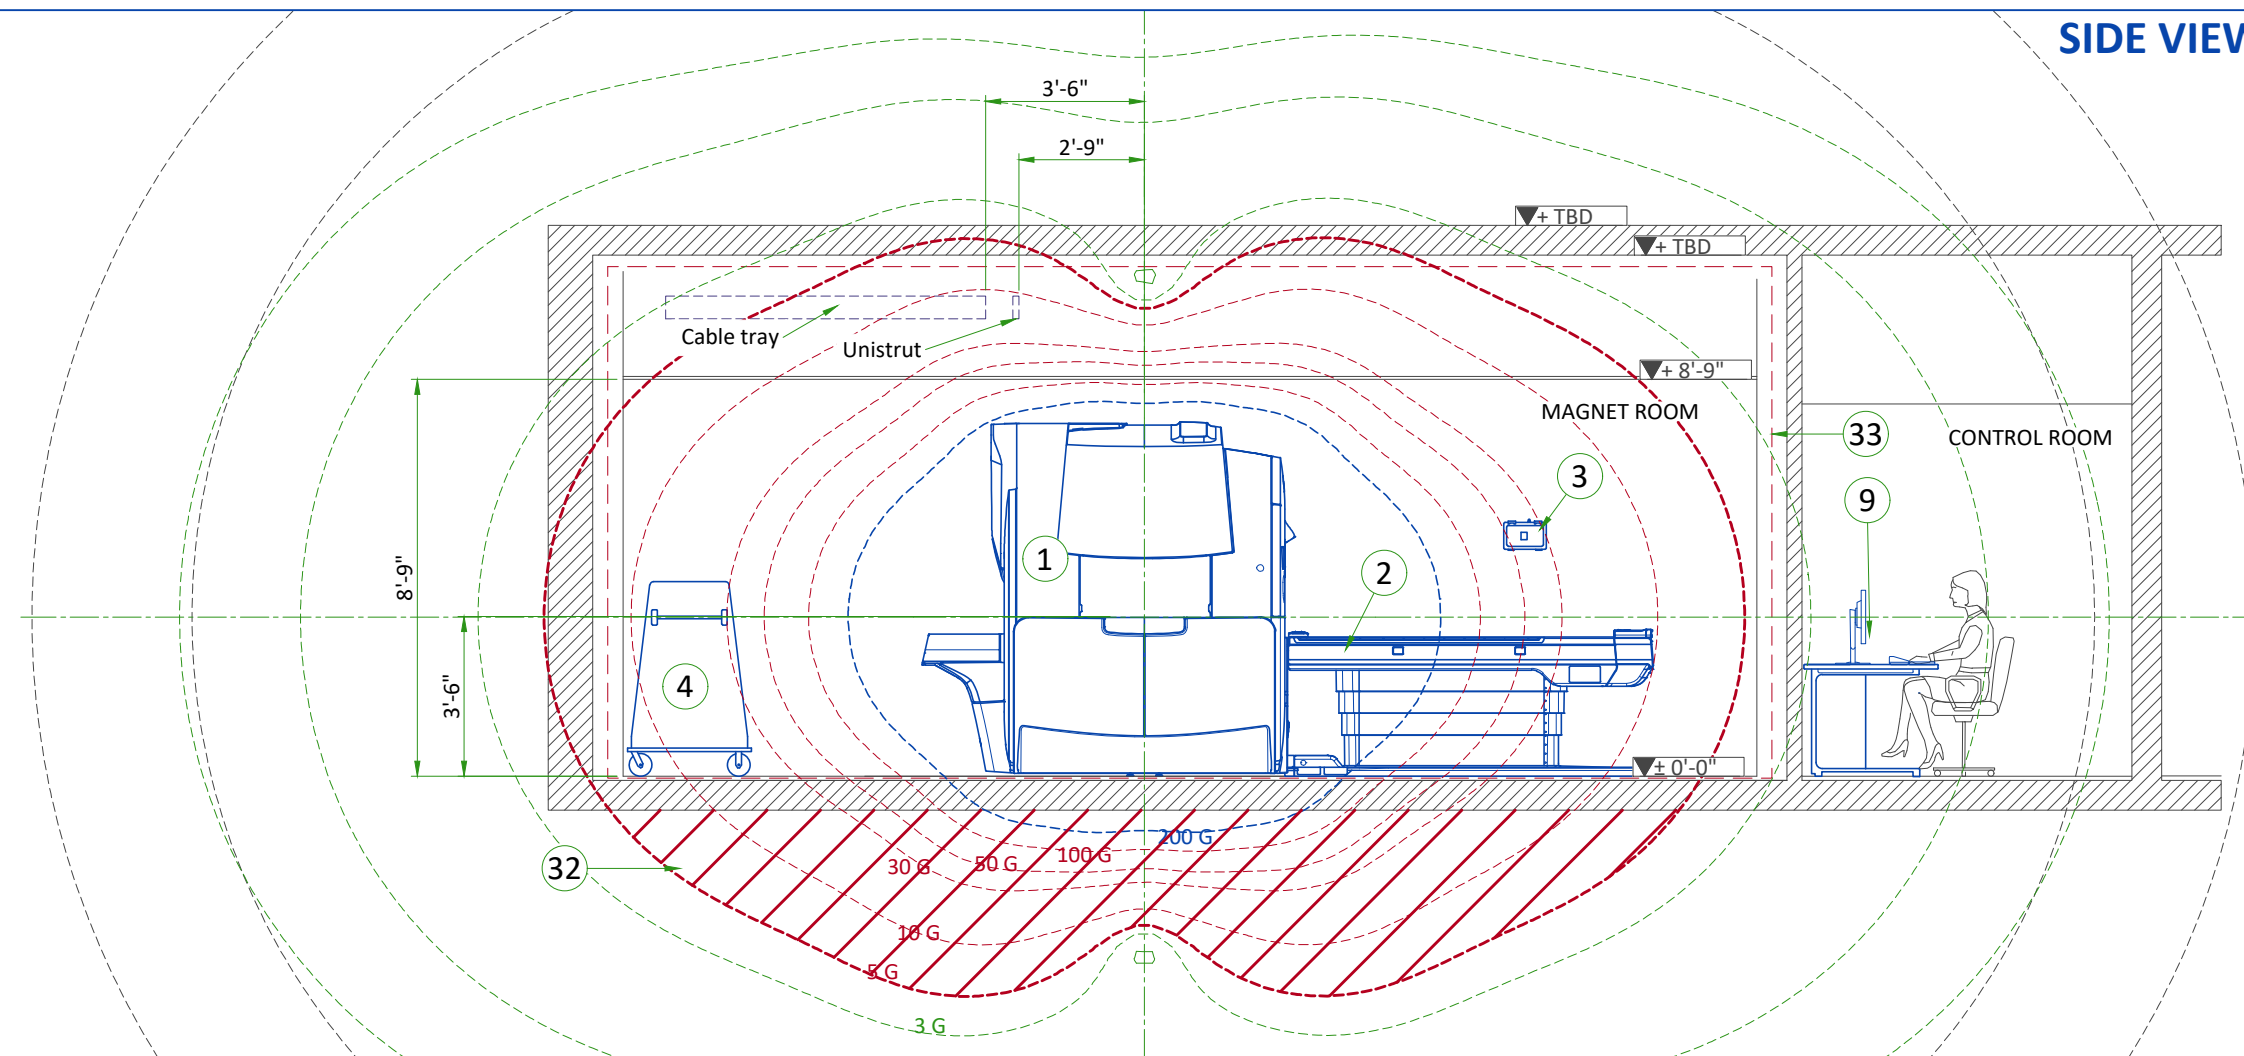 SIDE VIEW
3'-6"
2'-9"
+ TBD
+ TBD
Cable tray
Unistrut
+ 8'-9"
MAGNET ROOM
33
CONTROL ROOM
3
9
1
2
8'-9"
3'-6"
4
± 0'-0"
200 G
100 G
50 G
30 G
32
10 G
5 G
3 G